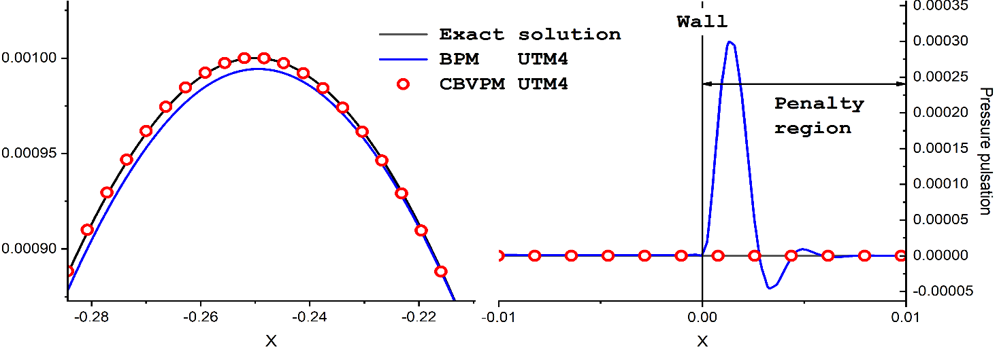 0.00100
0.00095
0.00090
-0.28
-0.26
-0.24
-0.22
X
Exact solution
BPM UTM4
CBVPM UTM4
Wall
Penalty
region
0.00035
0.00030
0.00025
0.00020
0.00015
0.00010
0.00005
0.00000
-0.00005
Pressure pulsation
-0.01
0.00
0.01
X